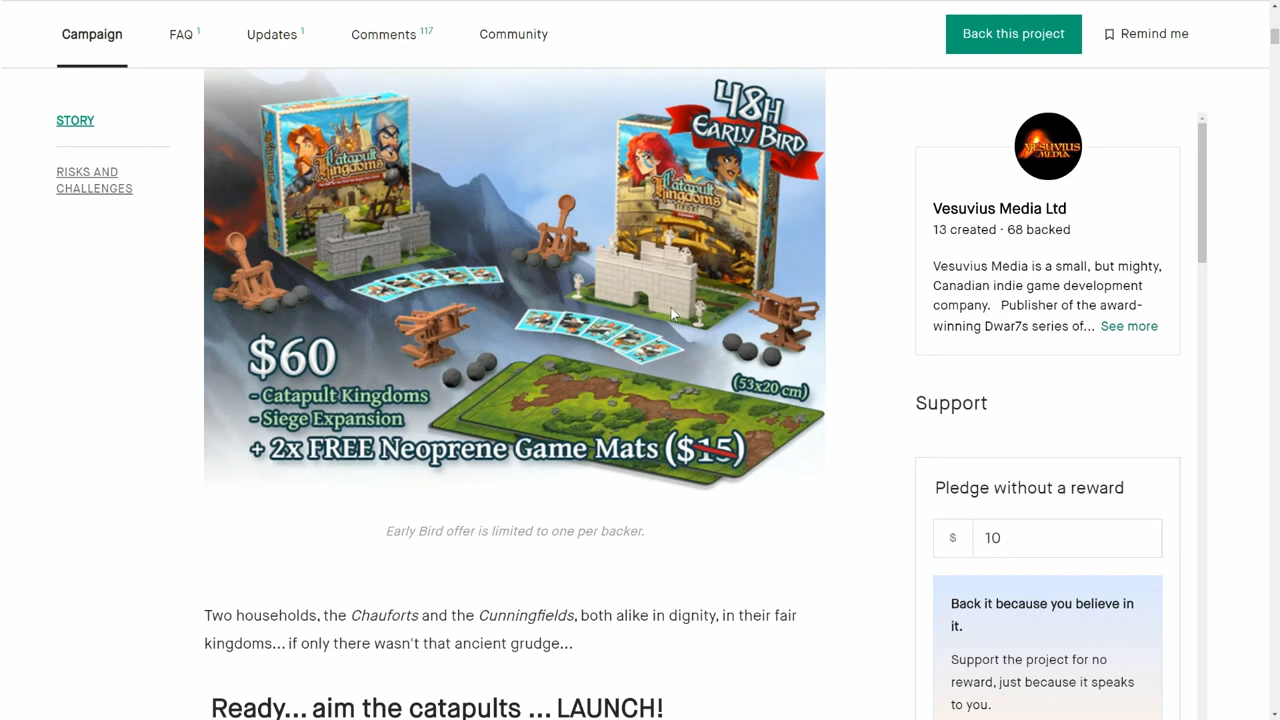 Campaign
FAQ 1
Updates 1
Comments 117
Community
Back this project
Remind me
STORY
RISKS AND
CHALLENGES
Catapult
Kingdoms
48H
EARLY BIRD
Catapult
Kingdoms
SIEGE
$60
- Catapult Kingdoms
- Siege Expansion
+ 2x FREE Neoprene Game Mats ($15)
(53x20 cm)
Early Bird offer is limited to one per backer.
Two households, the Chauforts and the Cunningfields, both alike in dignity, in their fair
kingdoms... if only there wasn't that ancient grudge...
Ready... aim the catapults ... LAUNCH!
VESUVIUS
MEDIA
Vesuvius Media Ltd
13 created · 68 backed
Vesuvius Media is a small, but mighty,
Canadian indie game development
company. Publisher of the award-
winning Dwar7s series of... See more
Support
Pledge without a reward
$ 10
Back it because you believe in
it.
Support the project for no
reward, just because it speaks
to you.